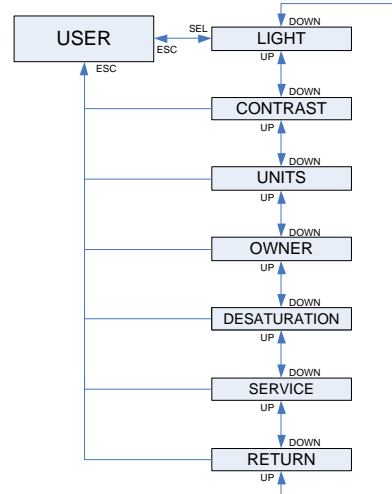 USER
SEL
ESC
DOWN
LIGHT
UP
ESC
DOWN
CONTRAST
UP
DOWN
UNITS
UP
DOWN
OWNER
UP
DOWN
DESATURATION
UP
DOWN
SERVICE
UP
DOWN
RETURN
UP